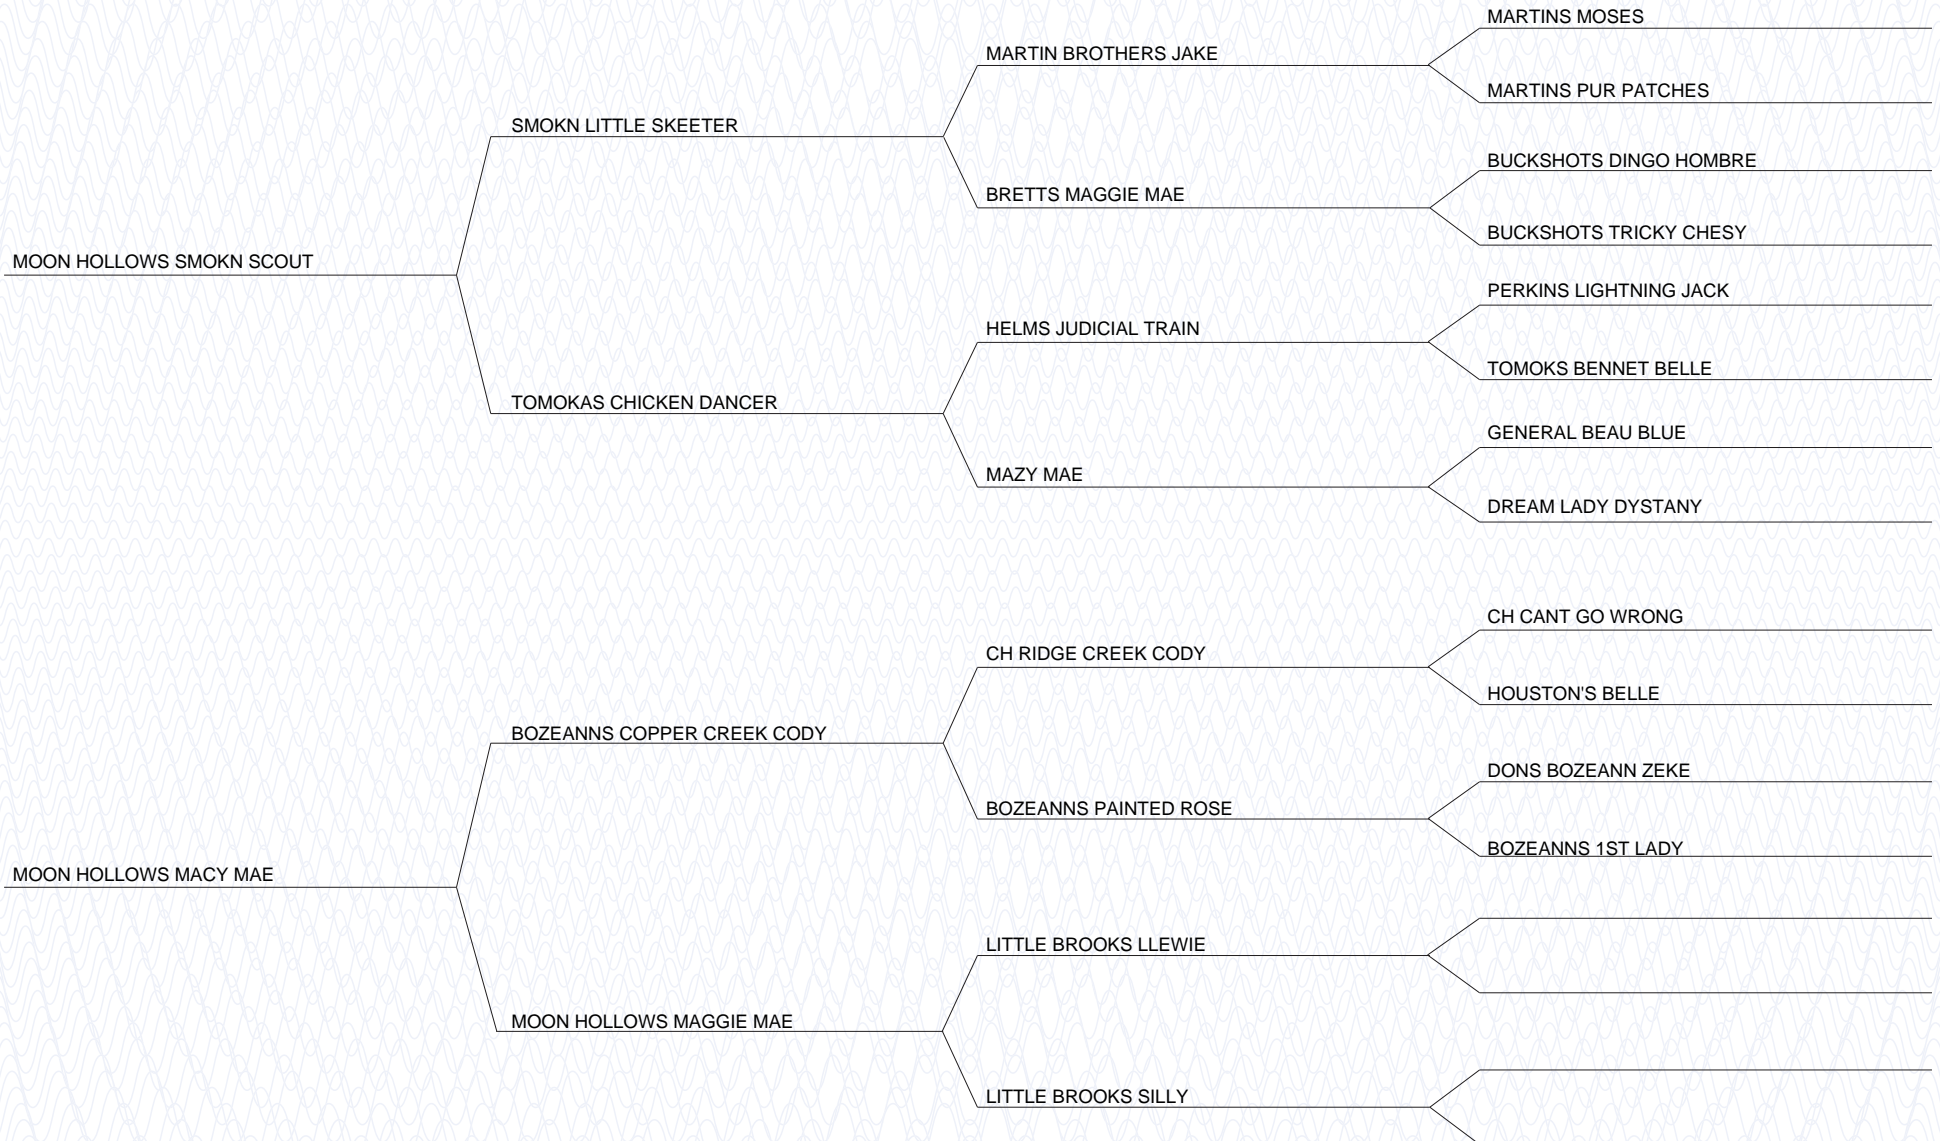 MARTINS MOSES
MARTIN BROTHERS JAKE
MARTINS PUR PATCHES
SMOKN LITTLE SKEETER
BUCKSHOTS DINGO HOMBRE
BRETTS MAGGIE MAE
BUCKSHOTS TRICKY CHESY
MOON HOLLOWS SMOKN SCOUT
PERKINS LIGHTNING JACK
HELMS JUDICIAL TRAIN
TOMOKS BENNET BELLE
TOMOKAS CHICKEN DANCER
GENERAL BEAU BLUE
MAZY MAE
DREAM LADY DYSTANY
CH CANT GO WRONG
CH RIDGE CREEK CODY
HOUSTON'S BELLE
BOZEANNS COPPER CREEK CODY
DONS BOZEANN ZEKE
BOZEANNS PAINTED ROSE
BOZEANNS 1ST LADY
MOON HOLLOWS MACY MAE
LITTLE BROOKS LLEWIE
MOON HOLLOWS MAGGIE MAE
LITTLE BROOKS SILLY